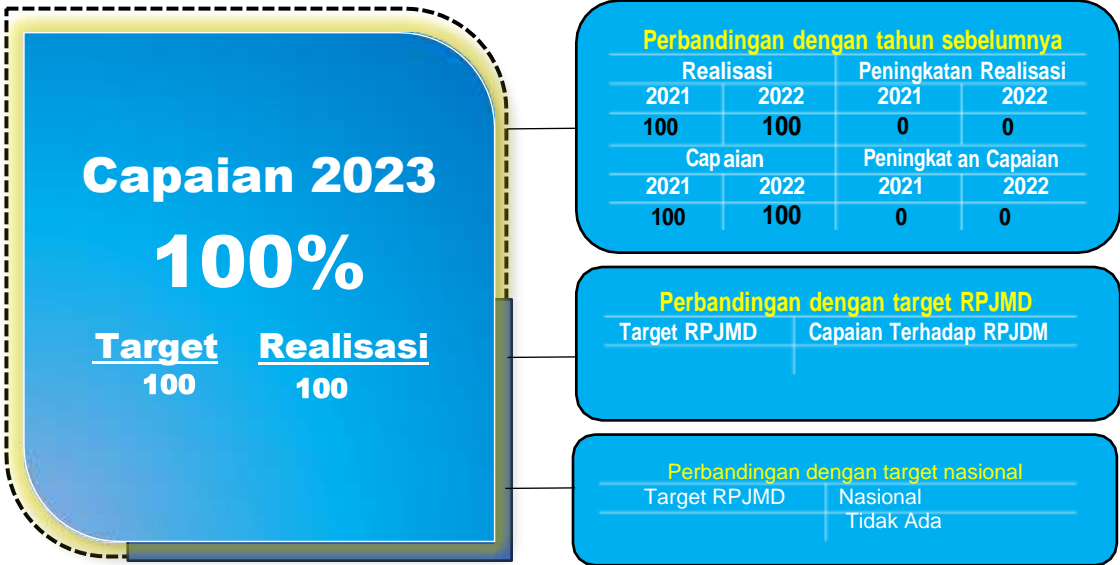 Capaian 2023
100%
Target Realisasi
100 100
Perbandingan dengan tahun sebelumnya
Realisasi Peningkatan Realisasi
2021 2022 2021 2022
100 100 0 0
Cap aian Peningkat an Capaian
2021 2022 2021 2022
100 100 0 0
Perbandingan dengan target RPJMD
Target RPJMD Capaian Terhadap RPJDM
Perbandingan dengan target nasional
Target RPJMD Nasional
Tidak Ada